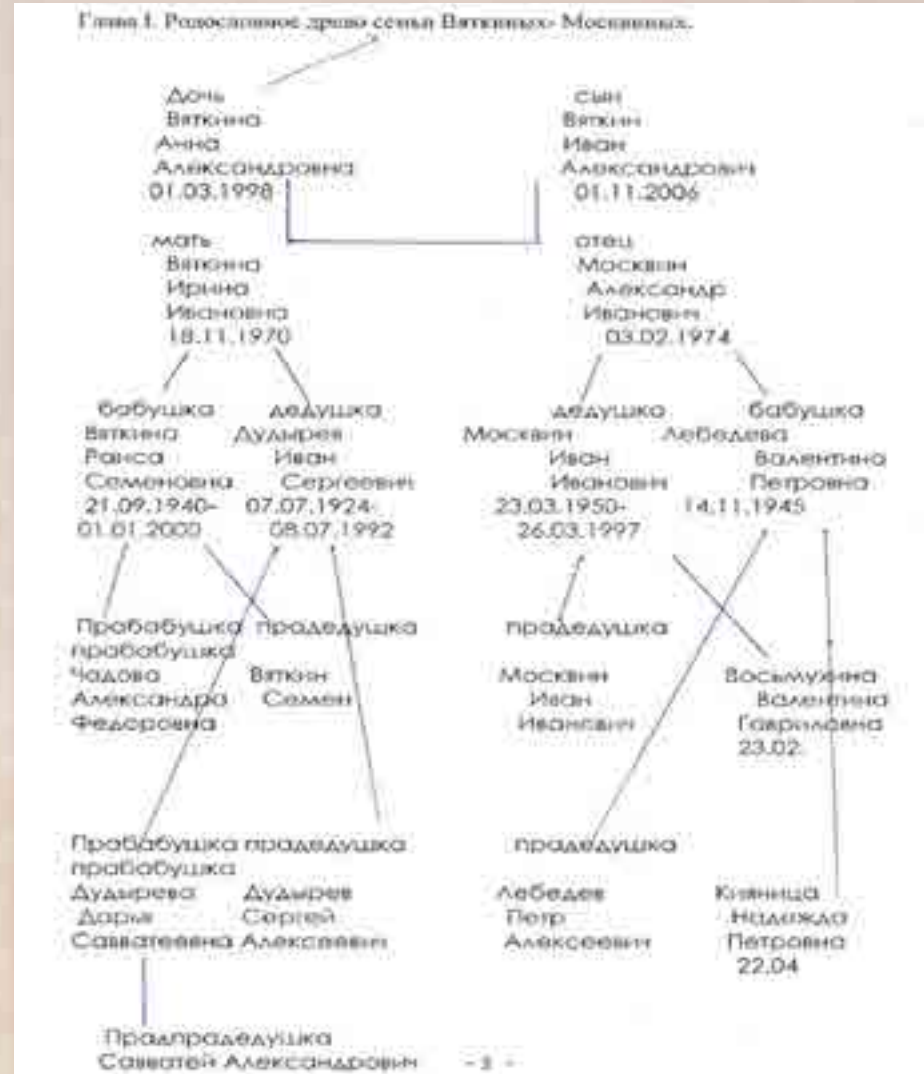 Глава I. Родословное древо семьи Вяткиных- Москвиных.
Дочь
Вяткина
Анна
Александровна
01.03.1998
сын
Вяткин
Иван
Александрович
01.11.2006
мать
Вяткина
Ирина
Ивановна
18.11.1970
отец
Москвин
Александр
Иванович
03.02.1974
бабушка
Вяткина
Раиса
Семеновна
21.09.1940-
01.01.2000
дедушка
Дудырев
Иван
Сергеевич
07.07.1924-
08.07.1992
дедушка
Москвин
Иван
Иванович
23.03.1950-
26.03.1997
бабушка
Лебедева
Валентина
Петровна
14.11.1945
Прабабушка прадедушка
прабабушка
Чадова
Александра
Федоровна
Вяткин
Семен
прадедушка
Москвин
Иван
Иванович
Восьмухина
Валентина
Гавриловна
23.02.
Прабабушка прадедушка
прабабушка
Дудырева
Дарья
Савватеевна
Дудырев
Сергей
Алексеевич
прадедушка
Лебедев
Петр
Алексеевич
Княница
Надежда
Петровна
22.04
Прапрадедушка
Савватей Александрович
- 3 -